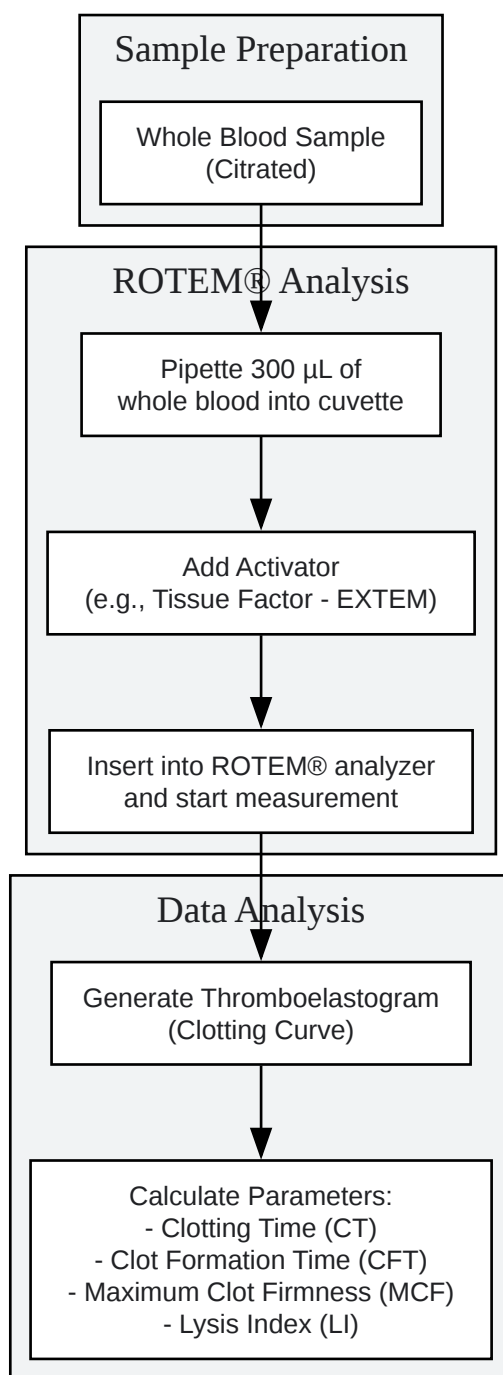 Sample Preparation
Whole Blood Sample
(Citrated)
ROTEM® Analysis
Pipette 300 µL of
whole blood into cuvette
Add Activator
(e.g., Tissue Factor - EXTEM)
Insert into ROTEM® analyzer
and start measurement
Data Analysis
Generate Thromboelastogram
(Clotting Curve)
Calculate Parameters:
- Clotting Time (CT)
- Clot Formation Time (CFT)
- Maximum Clot Firmness (MCF)
- Lysis Index (LI)